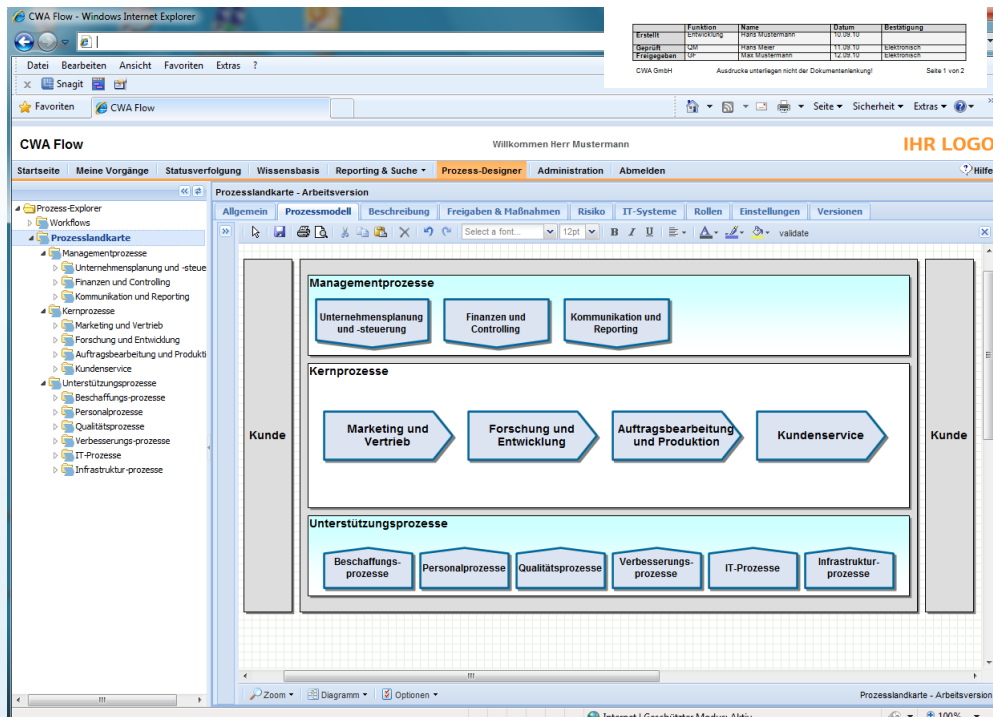 CWA Flow - Windows Internet Explorer
Funktion Name Datum Bestätigung
Erstellt Entwicklung Hans Mustermann 10.09.10
Geprüft QM Hans Meier 11.09.10 Elektronisch
Freigegeben GF Max Mustermann 12.09.10 Elektronisch
CWA GmbH Ausdrucke unterliegen nicht der Dokumentenlenkung! Seite 1 von 2
Datei Bearbeiten Ansicht Favoriten Extras ?
x Snagit
Favoriten CWA Flow Seite Sicherheit Extras
CWA Flow Willkommen Herr Mustermann IHR LOGO
Startseite Meine Vorgänge Statusverfolgung Wissensbasis Reporting & Suche Prozess-Designer Administration Abmelden Hilfe
Prozesslandkarte - Arbeitsversion
Allgemein Prozessmodell Beschreibung Freigaben & Maßnahmen Risiko IT-Systeme Rollen Einstellungen Versionen
Select a font... 12pt B I U validate
Prozess-Explorer
Workflows
Prozesslandkarte
Managementprozesse
Unternehmensplanung und -steue
Finanzen und Controlling
Kommunikation und Reporting
Kernprozesse
Marketing und Vertrieb
Forschung und Entwicklung
Auftragsbearbeitung und Produkti
Kundenservice
Unterstützungsprozesse
Beschaffungs-prozesse
Personalprozesse
Qualitätsprozesse
Verbesserungs-prozesse
IT-Prozesse
Infrastruktur-prozesse
Kunde
Managementprozesse
Unternehmensplanung
und -steuerung
Finanzen und
Controlling
Kommunikation und
Reporting
Kernprozesse
Marketing und
Vertrieb
Forschung und
Entwicklung
Auftragsbearbeitung
und Produktion
Kundenservice
Unterstützungsprozesse
Beschaffungs-
prozesse
Personalprozesse
Qualitätsprozesse
Verbesserungs-
prozesse
IT-Prozesse
Infrastruktur-
prozesse
Kunde
Zoom Diagramm Optionen Prozesslandkarte - Arbeitsversion
Internet | Geschützter Modus: Aktiv 100%